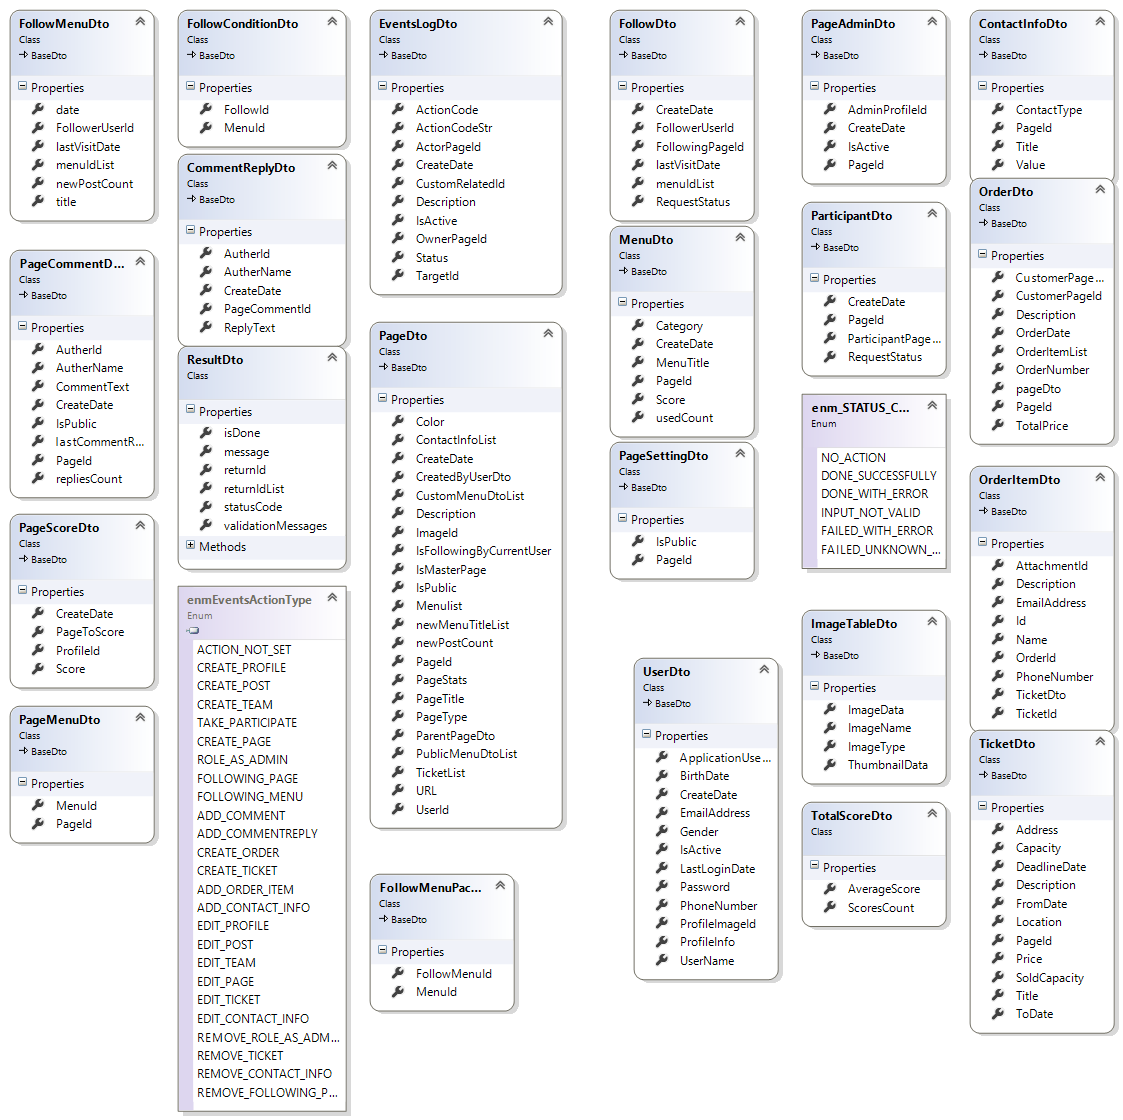 FollowMenuDto
Class
BaseDto
Properties
date
FollowerUserId
lastVisitDate
menuIdList
newPostCount
title
PageCommentD...
Class
BaseDto
Properties
AutherId
AutherName
CommentText
CreateDate
IsPublic
lastCommentR...
PageId
repliesCount
PageScoreDto
Class
BaseDto
Properties
CreateDate
PageToScore
ProfileId
Score
PageMenuDto
Class
BaseDto
Properties
MenuId
PageId
FollowConditionDto
Class
BaseDto
Properties
FollowId
MenuId
CommentReplyDto
Class
BaseDto
Properties
AutherId
AutherName
CreateDate
PageCommentId
ReplyText
ResultDto
Class
Properties
isDone
message
returnId
returnIdList
statusCode
validationMessages
Methods
enmEventsActionType
Enum
ACTION_NOT_SET
CREATE_PROFILE
CREATE_POST
CREATE_TEAM
TAKE_PARTICIPATE
CREATE_PAGE
ROLE_AS_ADMIN
FOLLOWING_PAGE
FOLLOWING_MENU
ADD_COMMENT
ADD_COMMENTREPLY
CREATE_ORDER
CREATE_TICKET
ADD_ORDER_ITEM
ADD_CONTACT_INFO
EDIT_PROFILE
EDIT_POST
EDIT_TEAM
EDIT_PAGE
EDIT_TICKET
EDIT_CONTACT_INFO
REMOVE_ROLE_AS_ADM...
REMOVE_TICKET
REMOVE_CONTACT_INFO
REMOVE_FOLLOWING_P...
EventsLogDto
Class
BaseDto
Properties
ActionCode
ActionCodeStr
ActorPageId
CreateDate
CustomRelatedId
Description
IsActive
OwnerPageId
Status
TargetId
PageDto
Class
BaseDto
Properties
Color
ContactInfoList
CreateDate
CreatedByUserDto
CustomMenuDtoList
Description
ImageId
IsFollowingByCurrentUser
IsMasterPage
IsPublic
Menulist
newMenuTitleList
newPostCount
PageId
PageStats
PageTitle
PageType
ParentPageDto
PublicMenuDtoList
TicketList
URL
UserId
FollowMenuPac...
Class
BaseDto
Properties
FollowMenuId
MenuId
FollowDto
Class
BaseDto
Properties
CreateDate
FollowerUserId
FollowingPageId
lastVisitDate
menuIdList
RequestStatus
MenuDto
Class
BaseDto
Properties
Category
CreateDate
MenuTitle
PageId
Score
usedCount
PageSettingDto
Class
BaseDto
Properties
IsPublic
PageId
UserDto
Class
BaseDto
Properties
ApplicationUse...
BirthDate
CreateDate
EmailAddress
Gender
IsActive
LastLoginDate
Password
PhoneNumber
ProfileImageId
ProfileInfo
UserName
PageAdminDto
Class
BaseDto
Properties
AdminProfileId
CreateDate
IsActive
PageId
ParticipantDto
Class
BaseDto
Properties
CreateDate
PageId
ParticipantPage...
RequestStatus
enm_STATUS_C...
Enum
NO_ACTION
DONE_SUCCESSFULLY
DONE_WITH_ERROR
INPUT_NOT_VALID
FAILED_WITH_ERROR
FAILED_UNKNOWN_...
ImageTableDto
Class
BaseDto
Properties
ImageData
ImageName
ImageType
ThumbnailData
TotalScoreDto
Class
Properties
AverageScore
ScoresCount
ContactInfoDto
Class
BaseDto
Properties
ContactType
PageId
Title
Value
OrderDto
Class
BaseDto
Properties
CustomerPage...
CustomerPageId
Description
OrderDate
OrderItemList
OrderNumber
pageDto
PageId
TotalPrice
OrderItemDto
Class
BaseDto
Properties
AttachmentId
Description
EmailAddress
Id
Name
OrderId
PhoneNumber
TicketDto
TicketId
TicketDto
Class
BaseDto
Properties
Address
Capacity
DeadlineDate
Description
FromDate
Location
PageId
Price
SoldCapacity
Title
ToDate